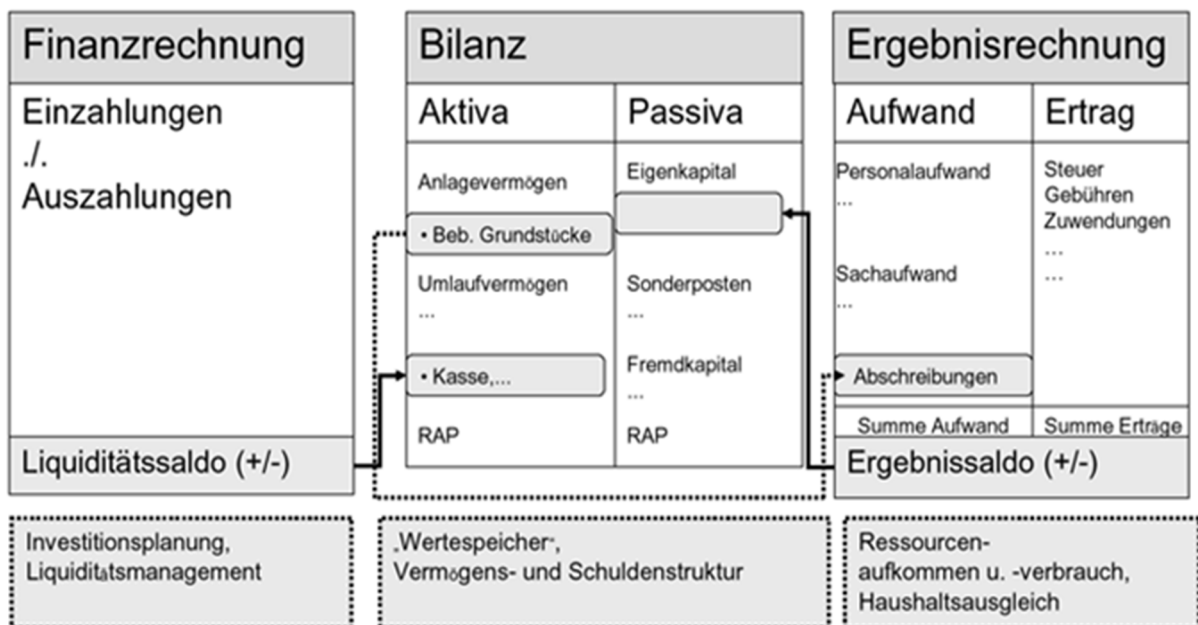 Finanzrechnung
Einzahlungen
./.
Auszahlungen
Liquiditätssaldo (+/-)
Investitionsplanung,
Liquiditätsmanagement
Bilanz
Aktiva
Anlagevermögen
▪ Beb. Grundstücke
Umlaufvermögen
...
▪ Kasse,...
RAP
Passiva
Eigenkapital
Sonderposten
...
Fremdkapital
...
RAP
„Wertespeicher“,
Vermögens- und Schuldenstruktur
Ergebnisrechnung
Aufwand
Personalaufwand
...
Sachaufwand
...
Abschreibungen
Summe Aufwand
Ertrag
Steuer
Gebühren
Zuwendungen
...
...
Summe Erträge
Ergebnissaldo (+/-)
Ressourcen-
aufkommen u. -verbrauch,
Haushaltsausgleich